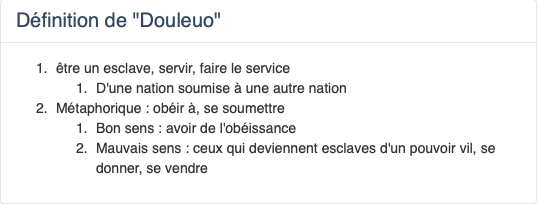 Définition de "Douleuo"
1. être un esclave, servir, faire le service
1. D'une nation soumise à une autre nation
2. Métaphorique : obéir à, se soumettre
1. Bon sens : avoir de l'obéissance
2. Mauvais sens : ceux qui deviennent esclaves d'un pouvoir vil, se
donner, se vendre